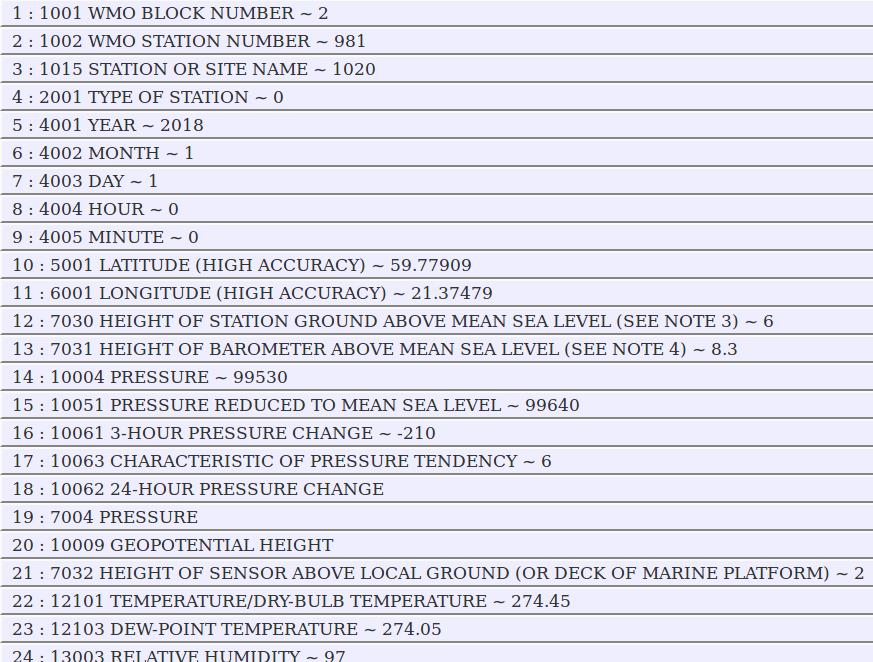 1 : 1001 WMO BLOCK NUMBER ~ 2
2 : 1002 WMO STATION NUMBER ~ 981
3 : 1015 STATION OR SITE NAME ~ 1020
4 : 2001 TYPE OF STATION ~ 0
5 : 4001 YEAR ~ 2018
6 : 4002 MONTH ~ 1
7 : 4003 DAY ~ 1
8 : 4004 HOUR ~ 0
9 : 4005 MINUTE ~ 0
10 : 5001 LATITUDE (HIGH ACCURACY) ~ 59.77909
11 : 6001 LONGITUDE (HIGH ACCURACY) ~ 21.37479
12 : 7030 HEIGHT OF STATION GROUND ABOVE MEAN SEA LEVEL (SEE NOTE 3) ~ 6
13 : 7031 HEIGHT OF BAROMETER ABOVE MEAN SEA LEVEL (SEE NOTE 4) ~ 8.3
14 : 10004 PRESSURE ~ 99530
15 : 10051 PRESSURE REDUCED TO MEAN SEA LEVEL ~ 99640
16 : 10061 3-HOUR PRESSURE CHANGE ~ -210
17 : 10063 CHARACTERISTIC OF PRESSURE TENDENCY ~ 6
18 : 10062 24-HOUR PRESSURE CHANGE
19 : 7004 PRESSURE
20 : 10009 GEOPOTENTIAL HEIGHT
21 : 7032 HEIGHT OF SENSOR ABOVE LOCAL GROUND (OR DECK OF MARINE PLATFORM) ~ 2
22 : 12101 TEMPERATURE/DRY-BULB TEMPERATURE ~ 274.45
23 : 12103 DEW-POINT TEMPERATURE ~ 274.05
24 : 13003 RELATIVE HUMIDITY ~ 97